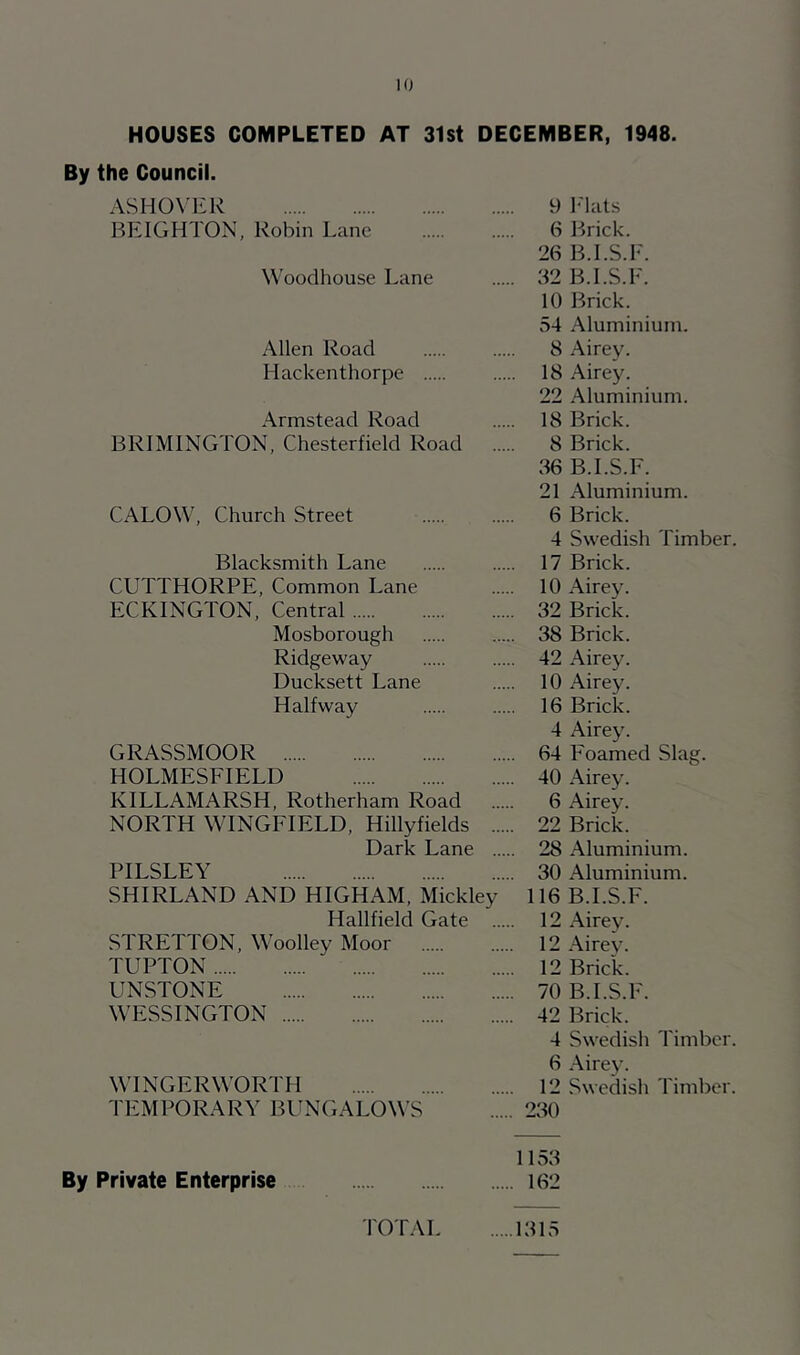 10
HOUSES COMPLETED AT 31st DECEMBER, 1948.
By the Council.
ASHOVER ..... ..... ..... ..... 9 Flats
BEIGHTON, Robin Lane ..... ..... 6 Brick.
26 B.I.S.F.
Woodhouse Lane ..... 32 B.I.S.F.
10 Brick.
54 Aluminium.
Allen Road ..... ..... 8 Airey.
Hackenthorpe ..... ..... 18 Airey.
22 Aluminium.
Armstead Road ..... 18 Brick.
BRIMINGTON, Chesterfield Road ..... 8 Brick.
36 B.I.S.F.
21 Aluminium.
CALOW, Church Street ..... ..... 6 Brick.
4 Swedish Timber.
Blacksmith Lane ..... ..... 17 Brick.
CUTTHORPE, Common Lane ..... 10 Airey.
ECKINGTON, Central ..... ..... ..... 32 Brick.
Mosborough ..... ..... 38 Brick.
Ridgeway ..... ..... 42 Airey.
Ducksett Lane ..... 10 Airey.
Halfway ..... ..... 16 Brick.
4 Airey.
GRASSMOOR ..... ..... ..... ..... 64 Foamed Slag.
HOLMESFIELD ..... ..... ..... 40 Airey.
KILLAMARSH, Rotherham Road ..... 6 Airey.
NORTH WINGFIELD, Hillyfields ..... 22 Brick.
Dark Lane ..... 28 Aluminium.
PILSLEY ..... ..... ..... ..... 30 Aluminium.
SHIRLAND AND HIGHAM, Mickley 116 B.I.S.F.
Hallfield Gate ..... 12 Airey.
STRETTON, Woolley Moor ..... ..... 12 Airey.
TUPTON ..... ..... ..... ..... ..... 12 Brick.
UNSTONE ..... ..... ..... ..... 70 B.I.S.F.
WESSINGTON ..... ..... ..... ..... 42 Brick.
4 Swedish Timber.
6 Airey.
WINGERWORTH ..... ..... ..... 12 Swedish Timber.
TEMPORARY BUNGALOWS ..... 230
1153
By Private Enterprise ..... ..... ..... 162
TOTAL .....1315